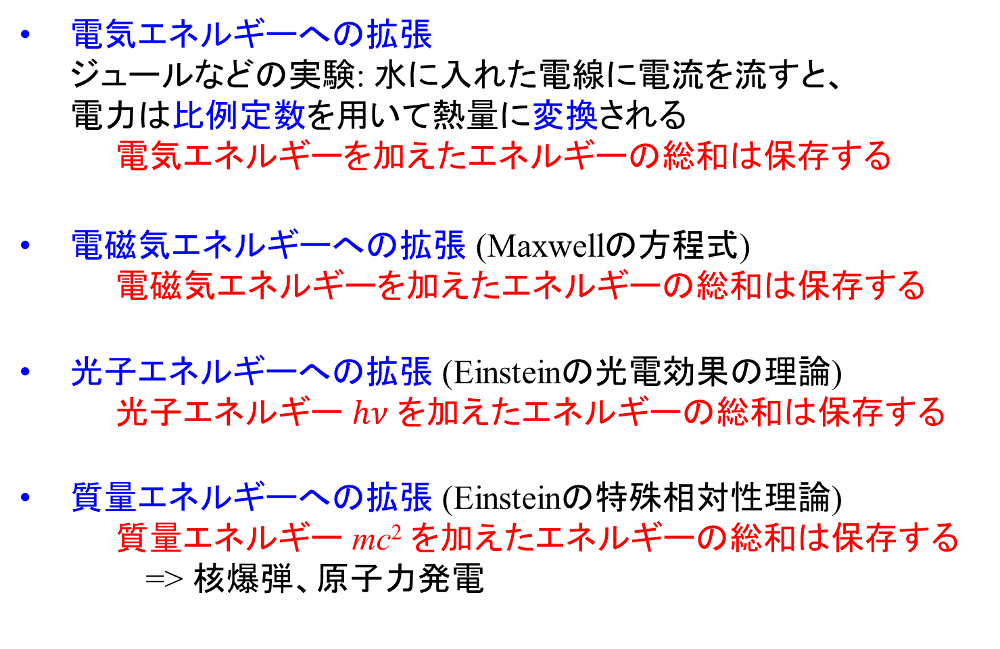 • 電気エネルギーへの拡張
ジュールなどの実験: 水に入れた電線に電流を流すと、
電力は比例定数を用いて熱量に変換される
電気エネルギーを加えたエネルギーの総和は保存する
• 電磁気エネルギーへの拡張 (Maxwellの方程式)
電磁気エネルギーを加えたエネルギーの総和は保存する
• 光子エネルギーへの拡張 (Einsteinの光電効果の理論)
光子エネルギー hν を加えたエネルギーの総和は保存する
• 質量エネルギーへの拡張 (Einsteinの特殊相対性理論)
質量エネルギー mc² を加えたエネルギーの総和は保存する
=> 核爆弾、原子力発電